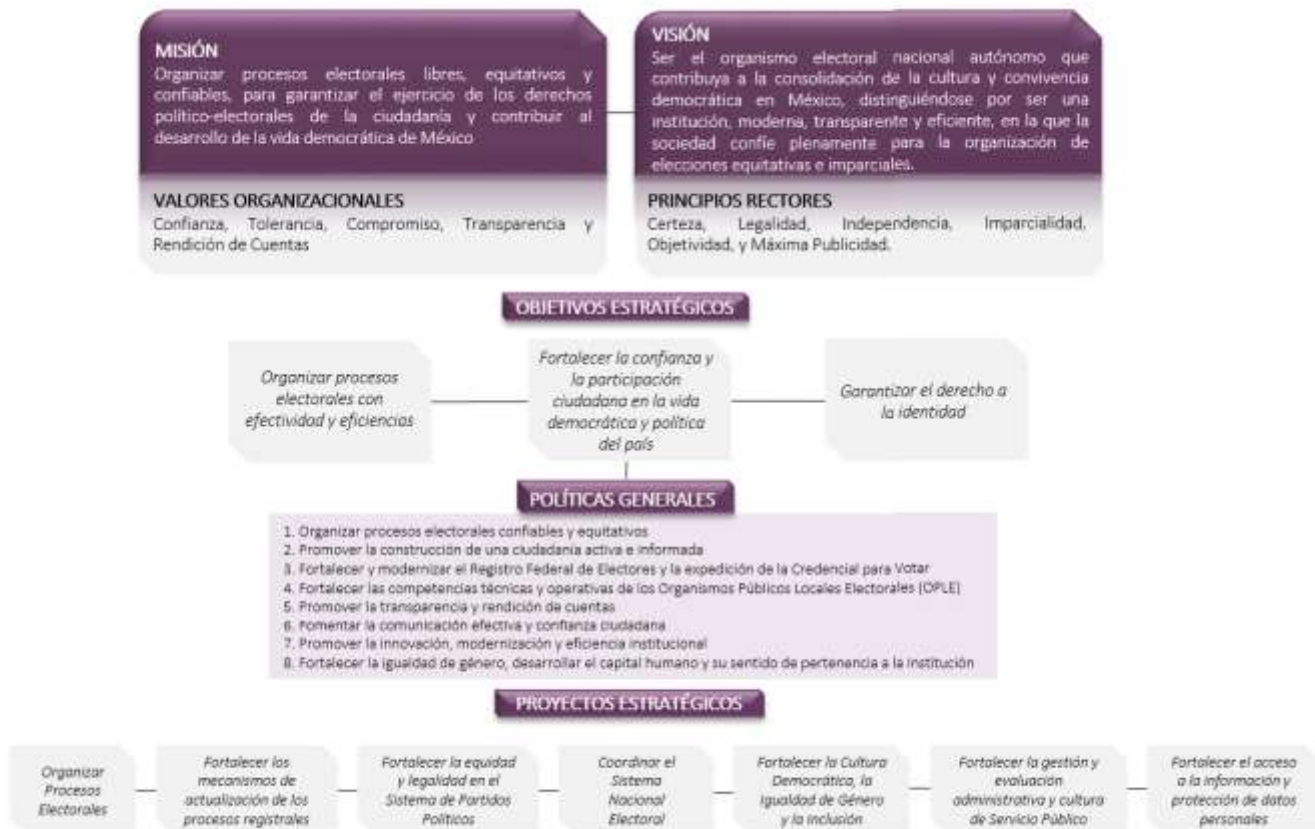 MISIÓN
Organizar procesos electorales libres, equitativos y
confiables, para garantizar el ejercicio de los derechos
político-electorales de la ciudadanía y contribuir al
desarrollo de la vida democrática de México
VALORES ORGANIZACIONALES
Confianza, Tolerancia, Compromiso, Transparencia y
Rendición de Cuentas
VISIÓN
Ser el organismo electoral nacional autónomo que
contribuya a la consolidación de la cultura y convivencia
democrática en México, distinguiéndose por ser una
institución, moderna, transparente y eficiente, en la que la
sociedad confíe plenamente para la organización de
elecciones equitativas e imparciales.
PRINCIPIOS RECTORES
Certeza, Legalidad, Independencia, Imparcialidad,
Objetividad, y Máxima Publicidad.
OBJETIVOS ESTRATÉGICOS
Organizar procesos
electorales con
efectividad y eficiencias
Fortalecer la confianza y
la participación
ciudadana en la vida
democrática y política
del país
Garantizar el derecho a
la identidad
POLÍTICAS GENERALES
1. Organizar procesos electorales confiables y equitativos
2. Promover la construcción de una ciudadanía activa e informada
3. Fortalecer y modernizar el Registro Federal de Electores y la expedición de la Credencial para Votar
4. Fortalecer las competencias técnicas y operativas de los Organismos Públicos Locales Electorales (OPLE)
5. Promover la transparencia y rendición de cuentas
6. Fomentar la comunicación efectiva y confianza ciudadana
7. Promover la innovación, modernización y eficiencia institucional
8. Fortalecer la igualdad de género, desarrollar el capital humano y su sentido de pertenencia a la institución
PROYECTOS ESTRATÉGICOS
Organizar
Procesos
Electorales
Fortalecer los
mecanismos de
actualización de los
procesos registrales
Fortalecer la equidad
y legalidad en el
Sistema de Partidos
Políticos
Coordinar el
Sistema
Nacional
Electoral
Fortalecer la Cultura
Democrática, la
Igualdad de Género
y la Inclusión
Fortalecer la gestión y
evaluación
administrativa y cultura
de Servicio Público
Fortalecer el acceso
a la información y
protección de datos
personales